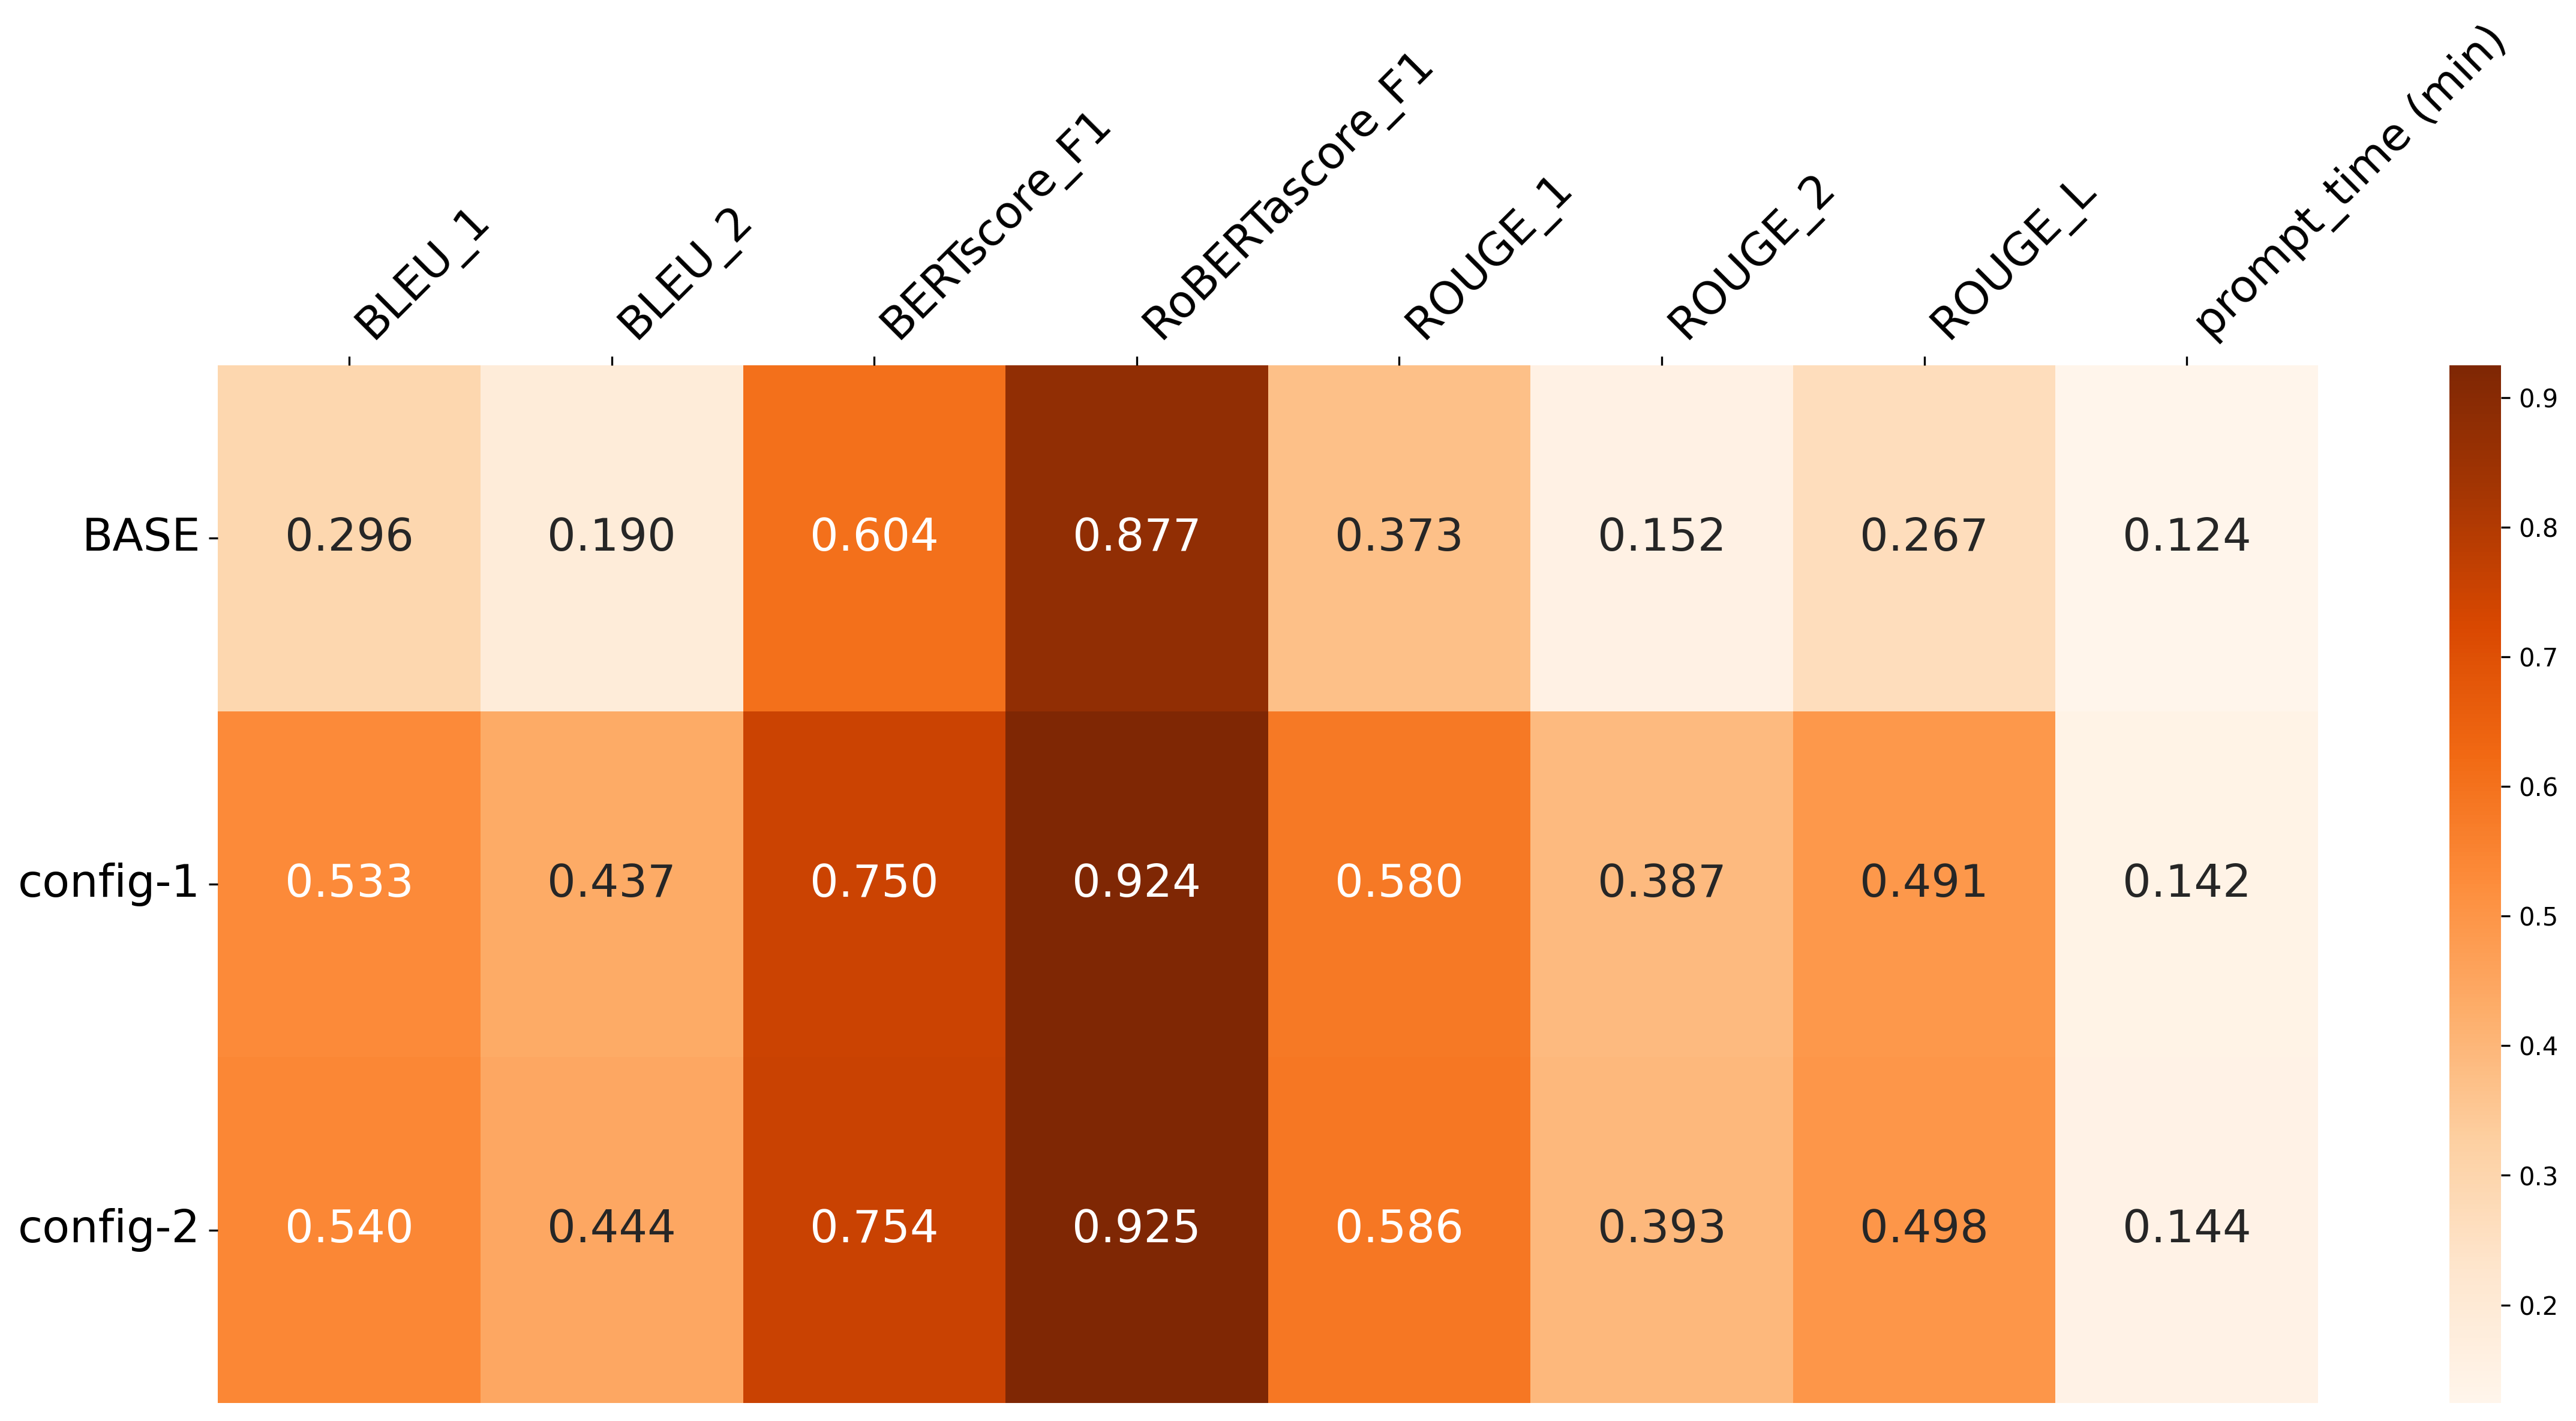 BLEU_1
BLEU_2
BERTscore_F1
RoBERTascore_F1
ROUGE_1
ROUGE_2
ROUGE_L
prompt_time (min)
BASE 0.296 0.190 0.604 0.877 0.373 0.152 0.267 0.124
config-1 0.533 0.437 0.750 0.924 0.580 0.387 0.491 0.142
config-2 0.540 0.444 0.754 0.925 0.586 0.393 0.498 0.144
0.9
0.8
0.7
0.6
0.5
0.4
0.3
0.2